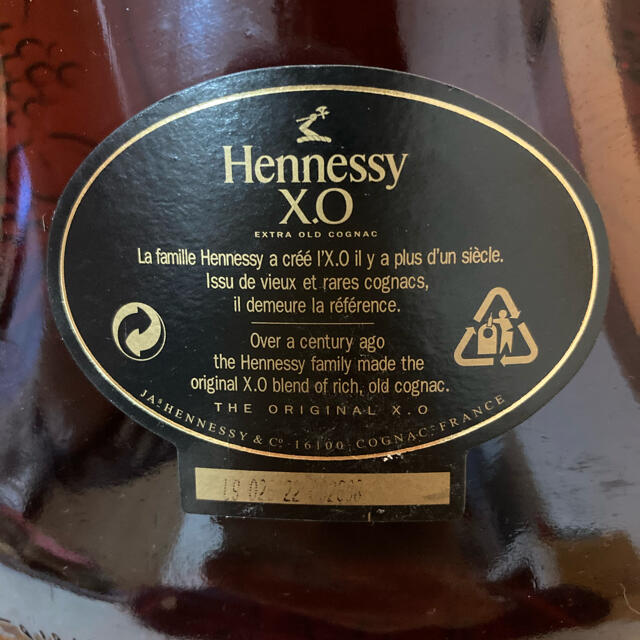 Hennessy
X.O
EXTRA OLD COGNAC
La famille Hennessy a créé l'X.O il y a plus d'un siècle.
Issu de vieux et rares cognacs,
il demeure la référence.
Over a century ago
the Hennessy family made the
original X.O blend of rich, old cognac.
THE ORIGINAL X.O
JAˢ HENNESSY & Cº - 16100 COGNAC - FRANCE